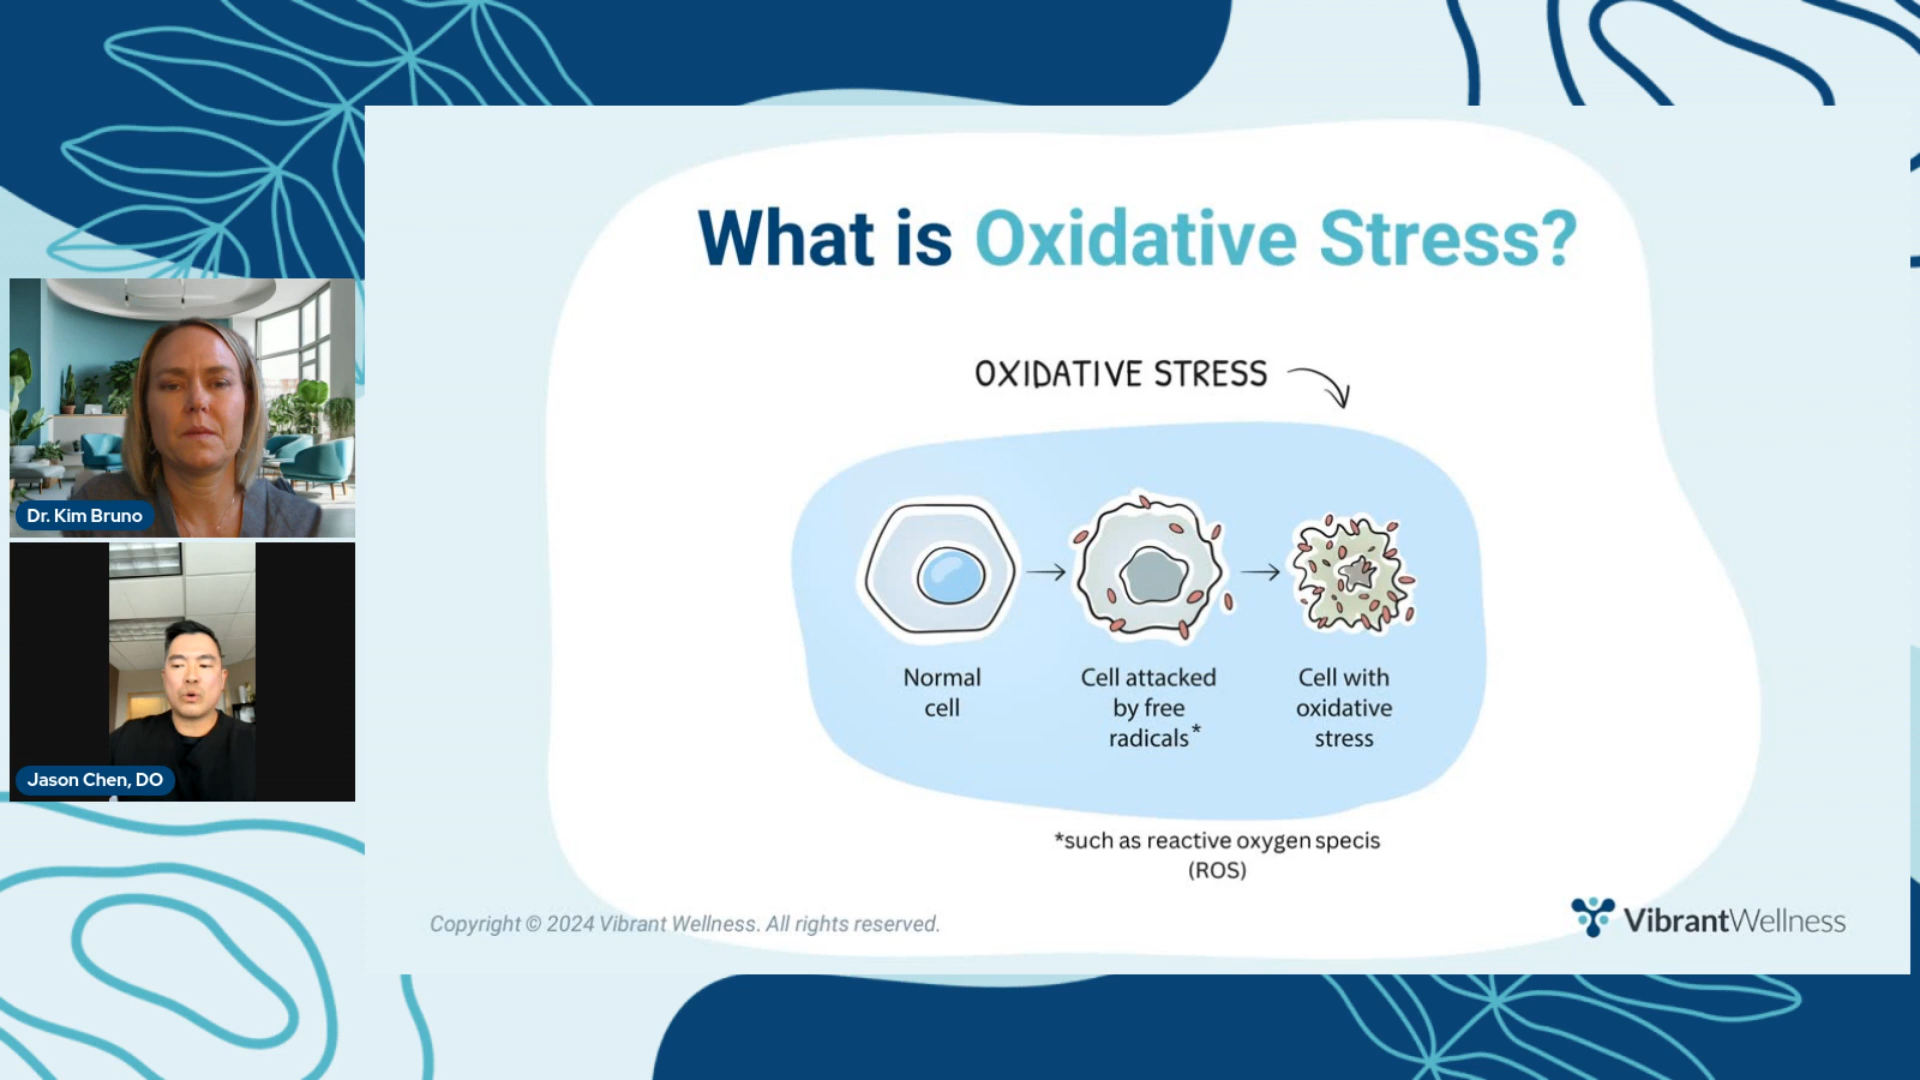 What is Oxidative Stress?
OXIDATIVE STRESS
Normal
cell
Cell attacked
by free
radicals*
Cell with
oxidative
stress
*such as reactive oxygen specis
(ROS)
Copyright © 2024 Vibrant Wellness. All rights reserved.
VibrantWellness
Dr. Kim Bruno
Jason Chen, DO